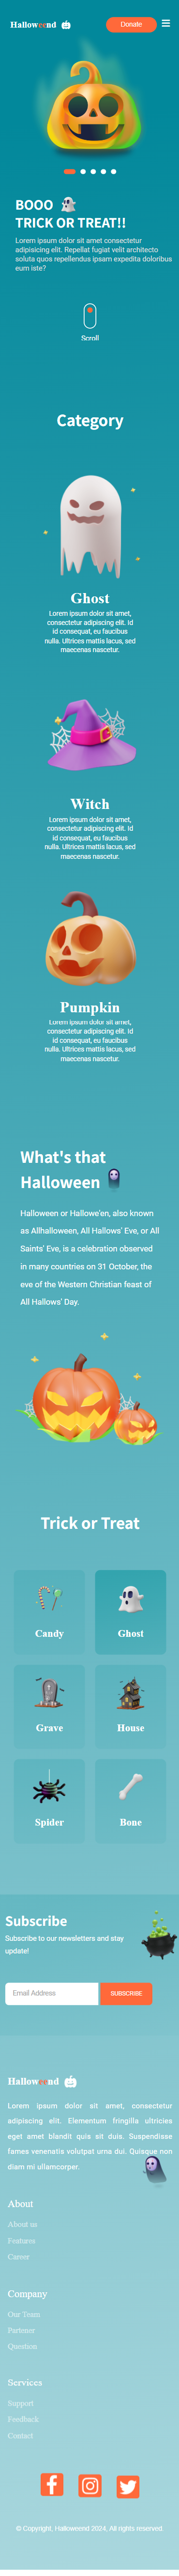 Halloweend
Donate
BOOO
TRICK OR TREAT!!
Lorem ipsum dolor sit amet consectetur
adipisicing elit. Repellat fugiat velit architecto
soluta quos repellendus ipsam expedita doloribus
eum iste?
Scroll
Category
Ghost
Lorem ipsum dolor sit amet,
consectetur adipiscing elit. Id
id consequat, eu faucibus
nulla. Ultrices mattis lacus, sed
maecenas nascetur.
Witch
Lorem ipsum dolor sit amet,
consectetur adipiscing elit. Id
id consequat, eu faucibus
nulla. Ultrices mattis lacus, sed
maecenas nascetur.
Pumpkin
Lorem ipsum dolor sit amet,
consectetur adipiscing elit. Id
id consequat, eu faucibus
nulla. Ultrices mattis lacus, sed
maecenas nascetur.
What's that
Halloween
Halloween or Hallowe'en, also known
as Allhalloween, All Hallows' Eve, or All
Saints' Eve, is a celebration observed
in many countries on 31 October, the
eve of the Western Christian feast of
All Hallows' Day.
Trick or Treat
Candy
Ghost
Grave
House
Spider
Bone
Subscribe
Subscribe to our newsletters and stay
update!
Email Address
SUBSCRIBE
Halloweend
Lorem ipsum dolor sit amet, consectetur
adipiscing elit. Elementum fringilla ultricies
eget amet blandit quis sit duis. Suspendisse
fames venenatis volutpat urna dui. Quisque non
diam mi ullamcorper.
About
About us
Features
Career
Company
Our Team
Partener
Question
Services
Support
Feedback
Contact
© Copyright, Halloweend 2024, All rights reserved